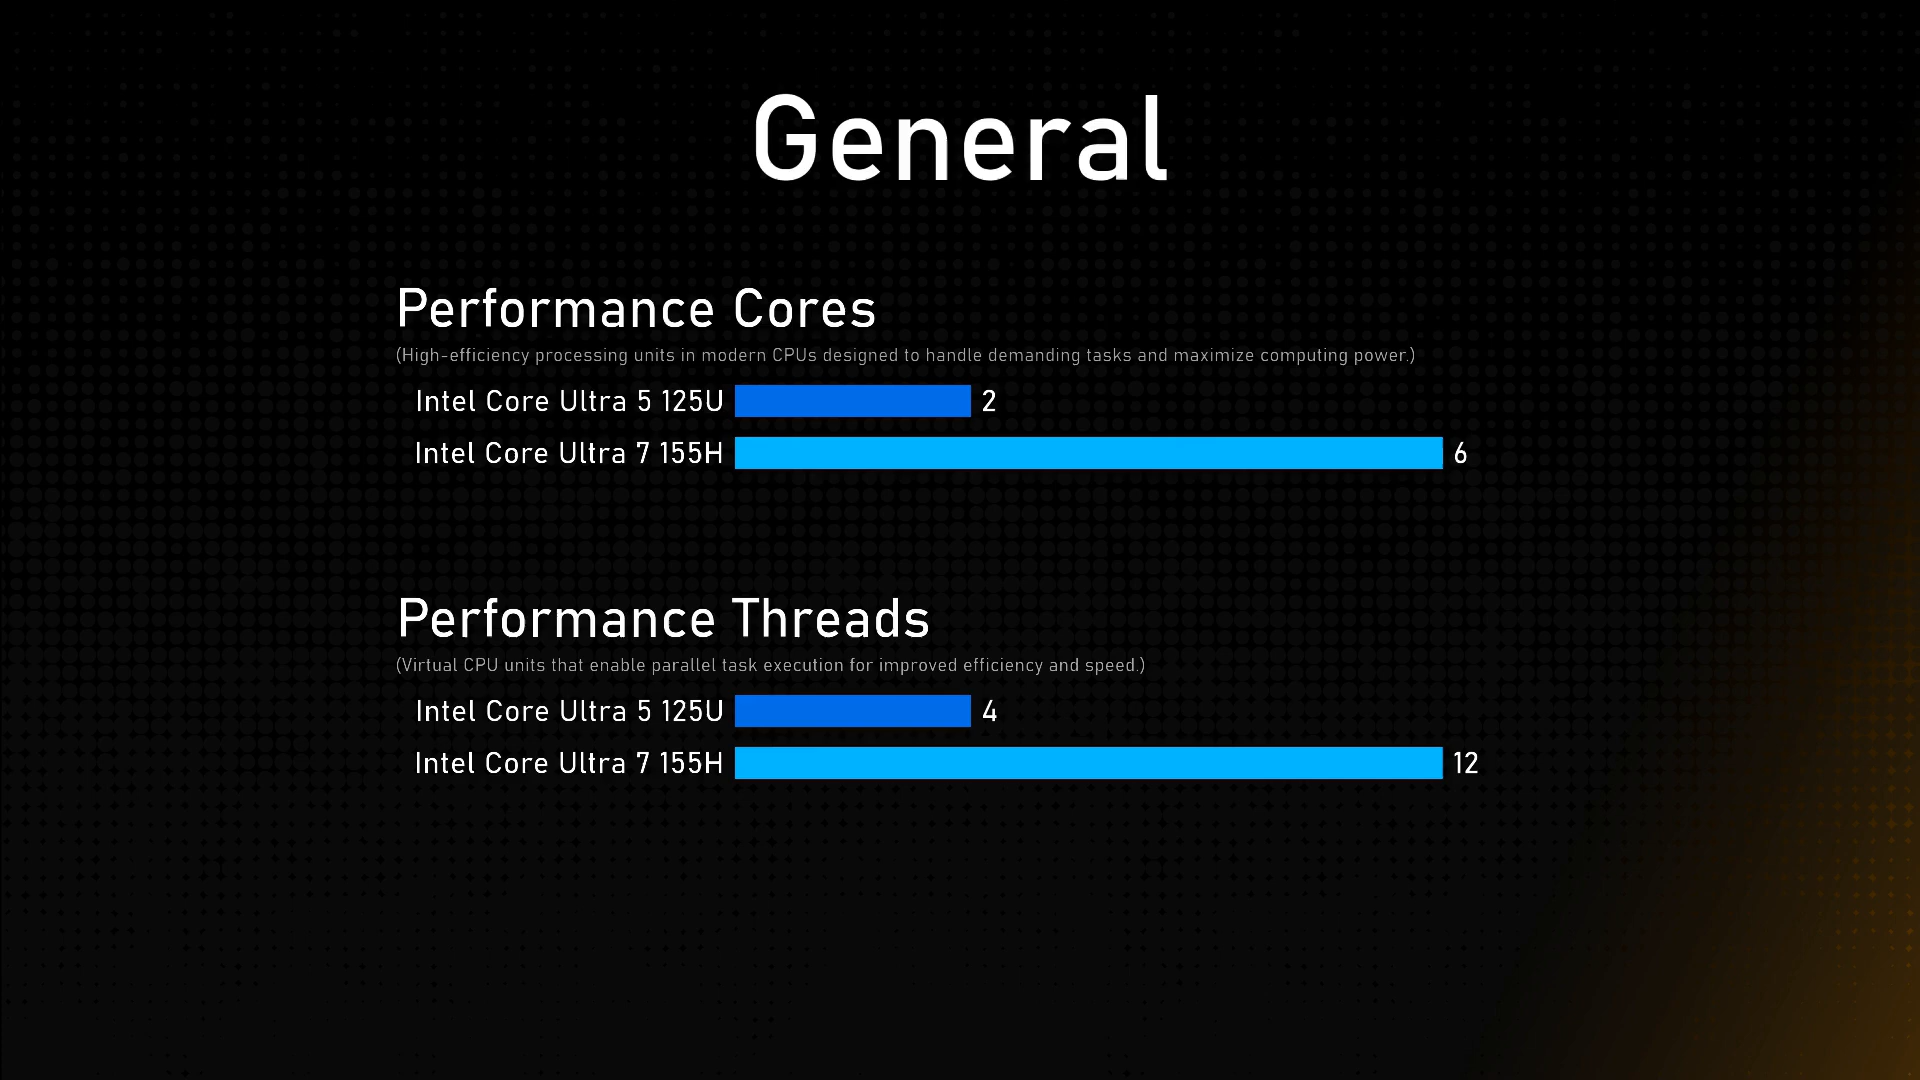 General
Performance Cores
(High-efficiency processing units in modern CPUs designed to handle demanding tasks and maximize computing power.)
Intel Core Ultra 5 125U 2
Intel Core Ultra 7 155H 6
Performance Threads
(Virtual CPU units that enable parallel task execution for improved efficiency and speed.)
Intel Core Ultra 5 125U 4
Intel Core Ultra 7 155H 12